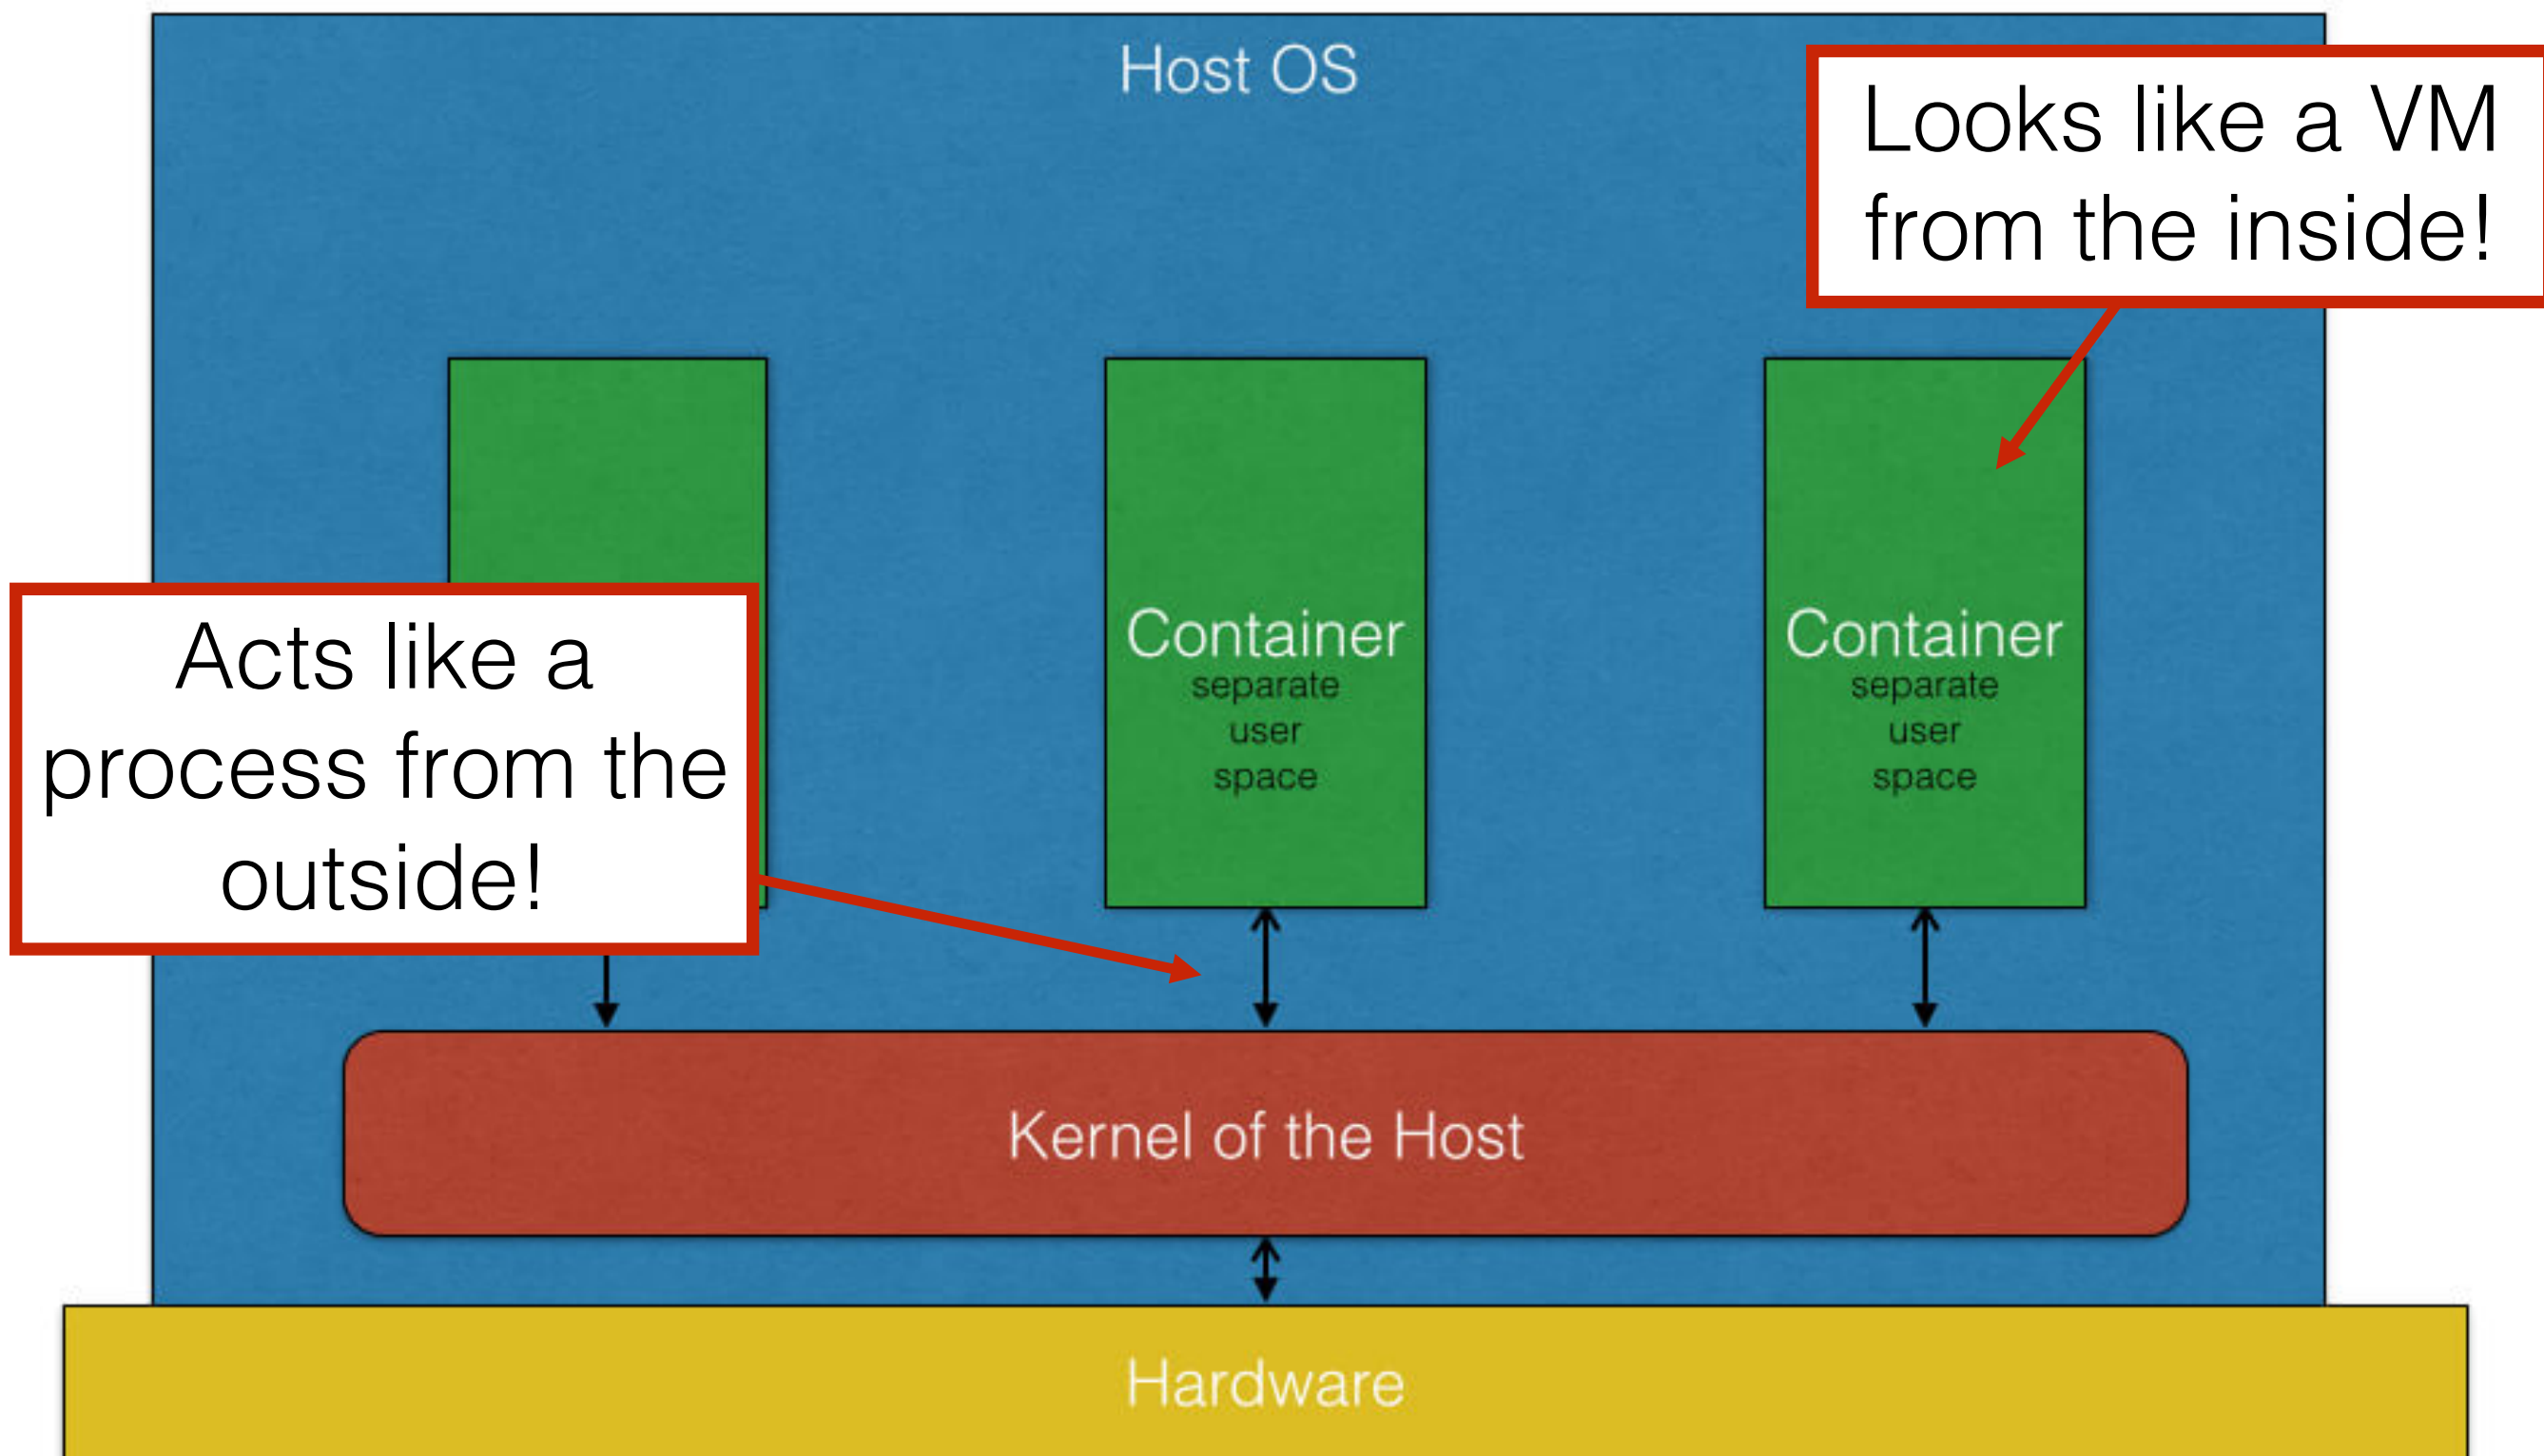 Host OS
Looks like a VM
from the inside!
Acts like a
process from the
outside!
Container
separate
user
space
Container
separate
user
space
Kernel of the Host
Hardware